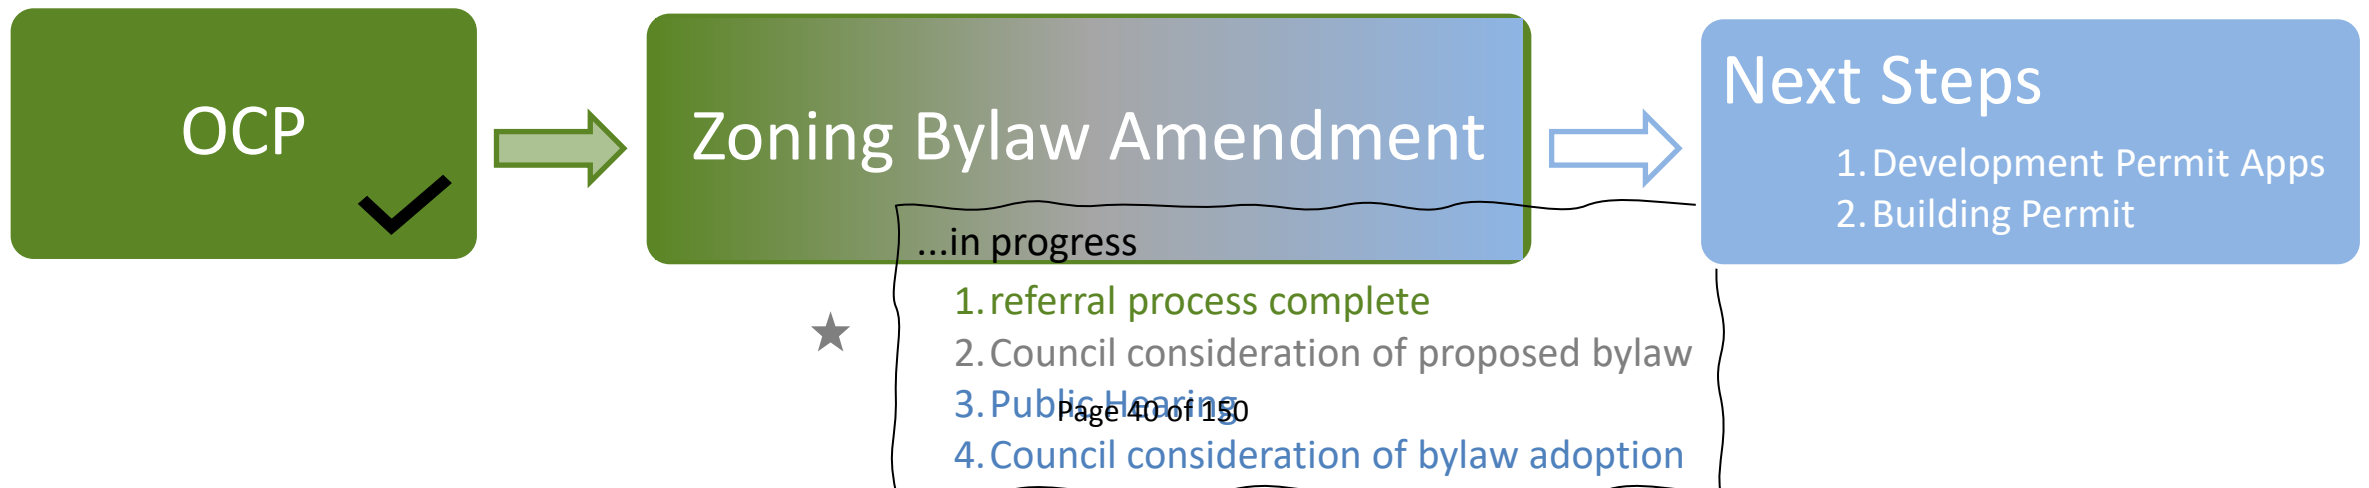 OCP
Zoning Bylaw Amendment
...in progress
1. referral process complete
2. Council consideration of proposed bylaw
3. Public Hearing
Page 40 of 150
4. Council consideration of bylaw adoption
Next Steps
1. Development Permit Apps
2. Building Permit